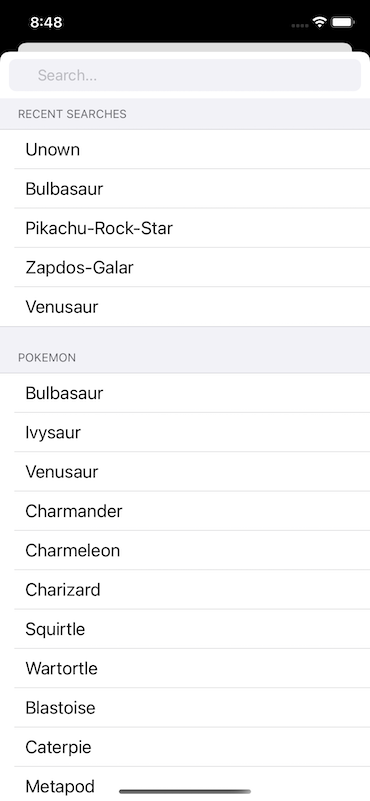 8:48
Search...
RECENT SEARCHES
Unown
Bulbasaur
Pikachu-Rock-Star
Zapdos-Galar
Venusaur
POKEMON
Bulbasaur
Ivysaur
Venusaur
Charmander
Charmeleon
Charizard
Squirtle
Wartortle
Blastoise
Caterpie
Metapod